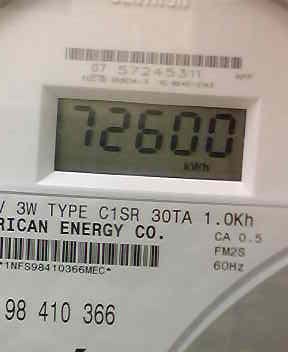 07 57245311
72600
kWh
V 3W TYPE C1SR 30TA 1.0Kh
RICAN ENERGY CO.
CA 0.5
FM2S
60Hz
*1NFS98410366MEC*
98 410 366